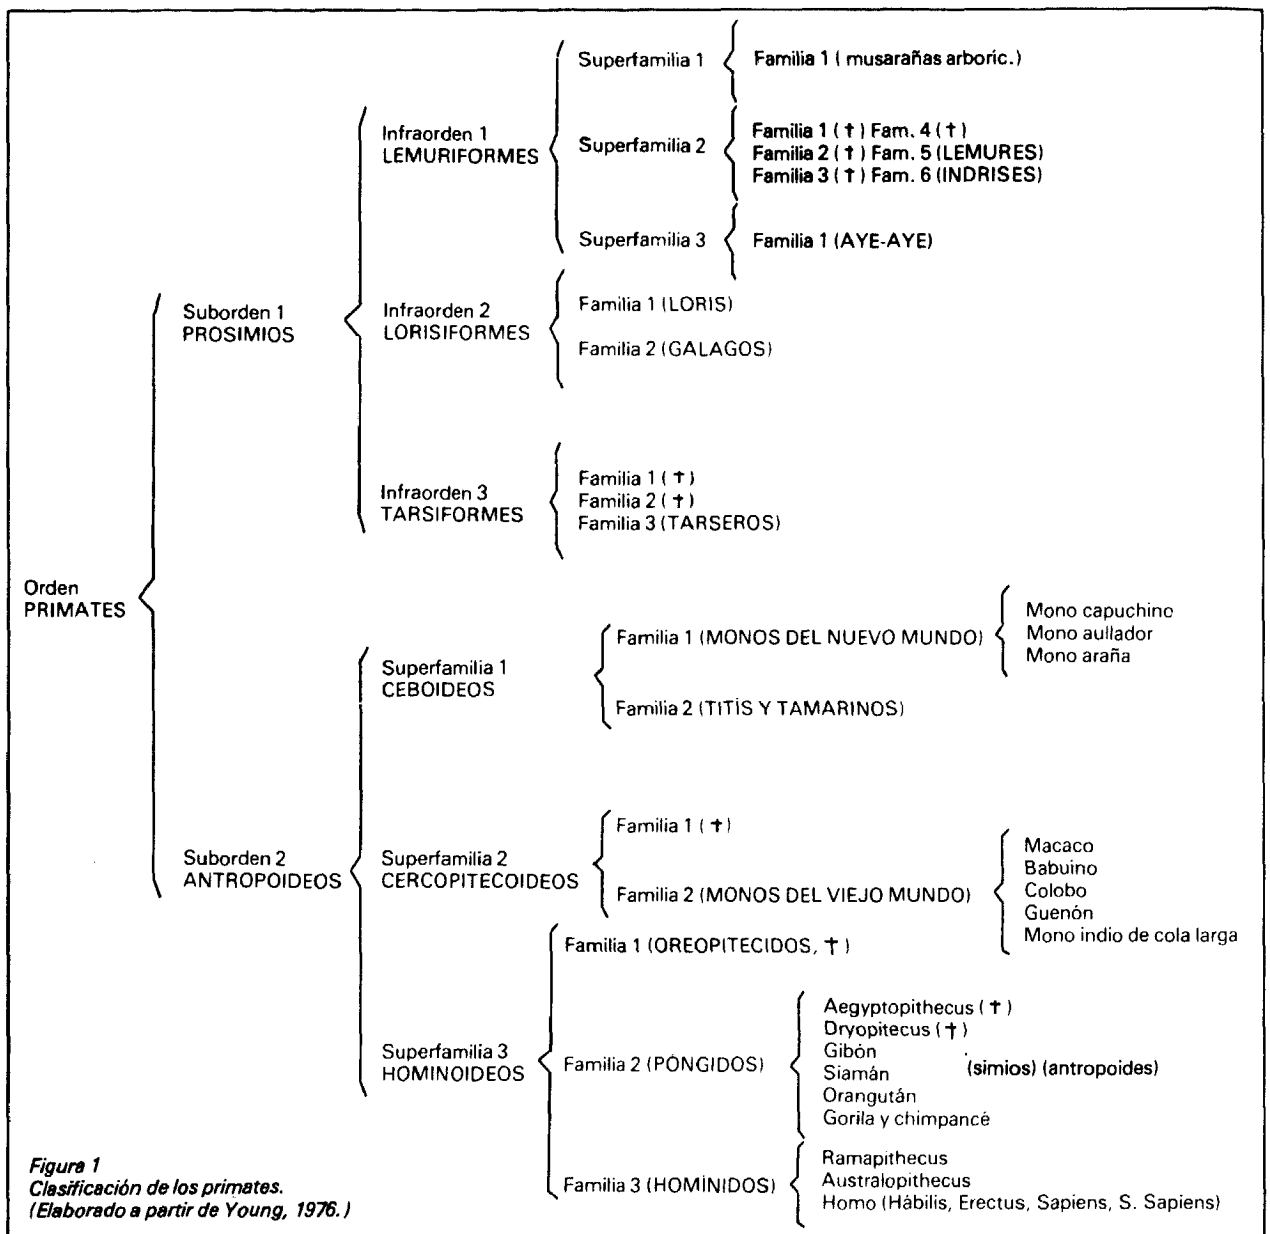 Superfamilia 1
Familia 1 ( musarañas arboríc.)
Infraorden 1
LEMURIFORMES
Superfamilia 2
Familia 1 ( † ) Fam. 4 ( † )
Familia 2 ( † ) Fam. 5 (LEMURES)
Familia 3 ( † ) Fam. 6 (INDRISES)
Superfamilia 3
Familia 1 (AYE-AYE)
Suborden 1
PROSIMIOS
Infraorden 2
LORISIFORMES
Familia 1 (LORIS)
Familia 2 (GALAGOS)
Infraorden 3
TARSIFORMES
Familia 1 ( † )
Familia 2 ( † )
Familia 3 (TARSEROS)
Orden
PRIMATES
Superfamilia 1
CEBOIDEOS
Familia 1 (MONOS DEL NUEVO MUNDO)
Mono capuchino
Mono aullador
Mono araña
Familia 2 (TITÍS Y TAMARINOS)
Suborden 2
ANTROPOIDEOS
Superfamilia 2
CERCOPITECOIDEOS
Familia 1 ( † )
Familia 2 (MONOS DEL VIEJO MUNDO)
Macaco
Babuino
Colobo
Guenón
Mono indio de cola larga
Superfamilia 3
HOMINOIDEOS
Familia 1 (OREOPITECIDOS, † )
Familia 2 (PÓNGIDOS)
Aegyptopithecus ( † )
Dryopitecus ( † )
Gibón
Siamán
(simios) (antropoides)
Orangután
Gorila y chimpancé
Familia 3 (HOMÍNIDOS)
Ramapithecus
Australopithecus
Homo (Hábilis, Erectus, Sapiens, S. Sapiens)
Figura 1
Clasificación de los primates.
(Elaborado a partir de Young, 1976.)